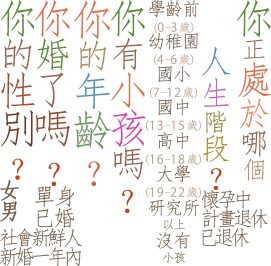 你的性別？
女
男
你婚了嗎？
單身
已婚
社會新鮮人
新婚一年內
你的年齡？
你有小孩嗎？
學齡前
(0-3歲)
幼稚園
(4-6歲)
國小
(7-12歲)
國中
(13-15歲)
高中
(16-18歲)
大學
(19-22歲)
研究所
以上
沒有
小孩
你正處於哪個
人生階段？
懷孕中
計畫退休
已退休